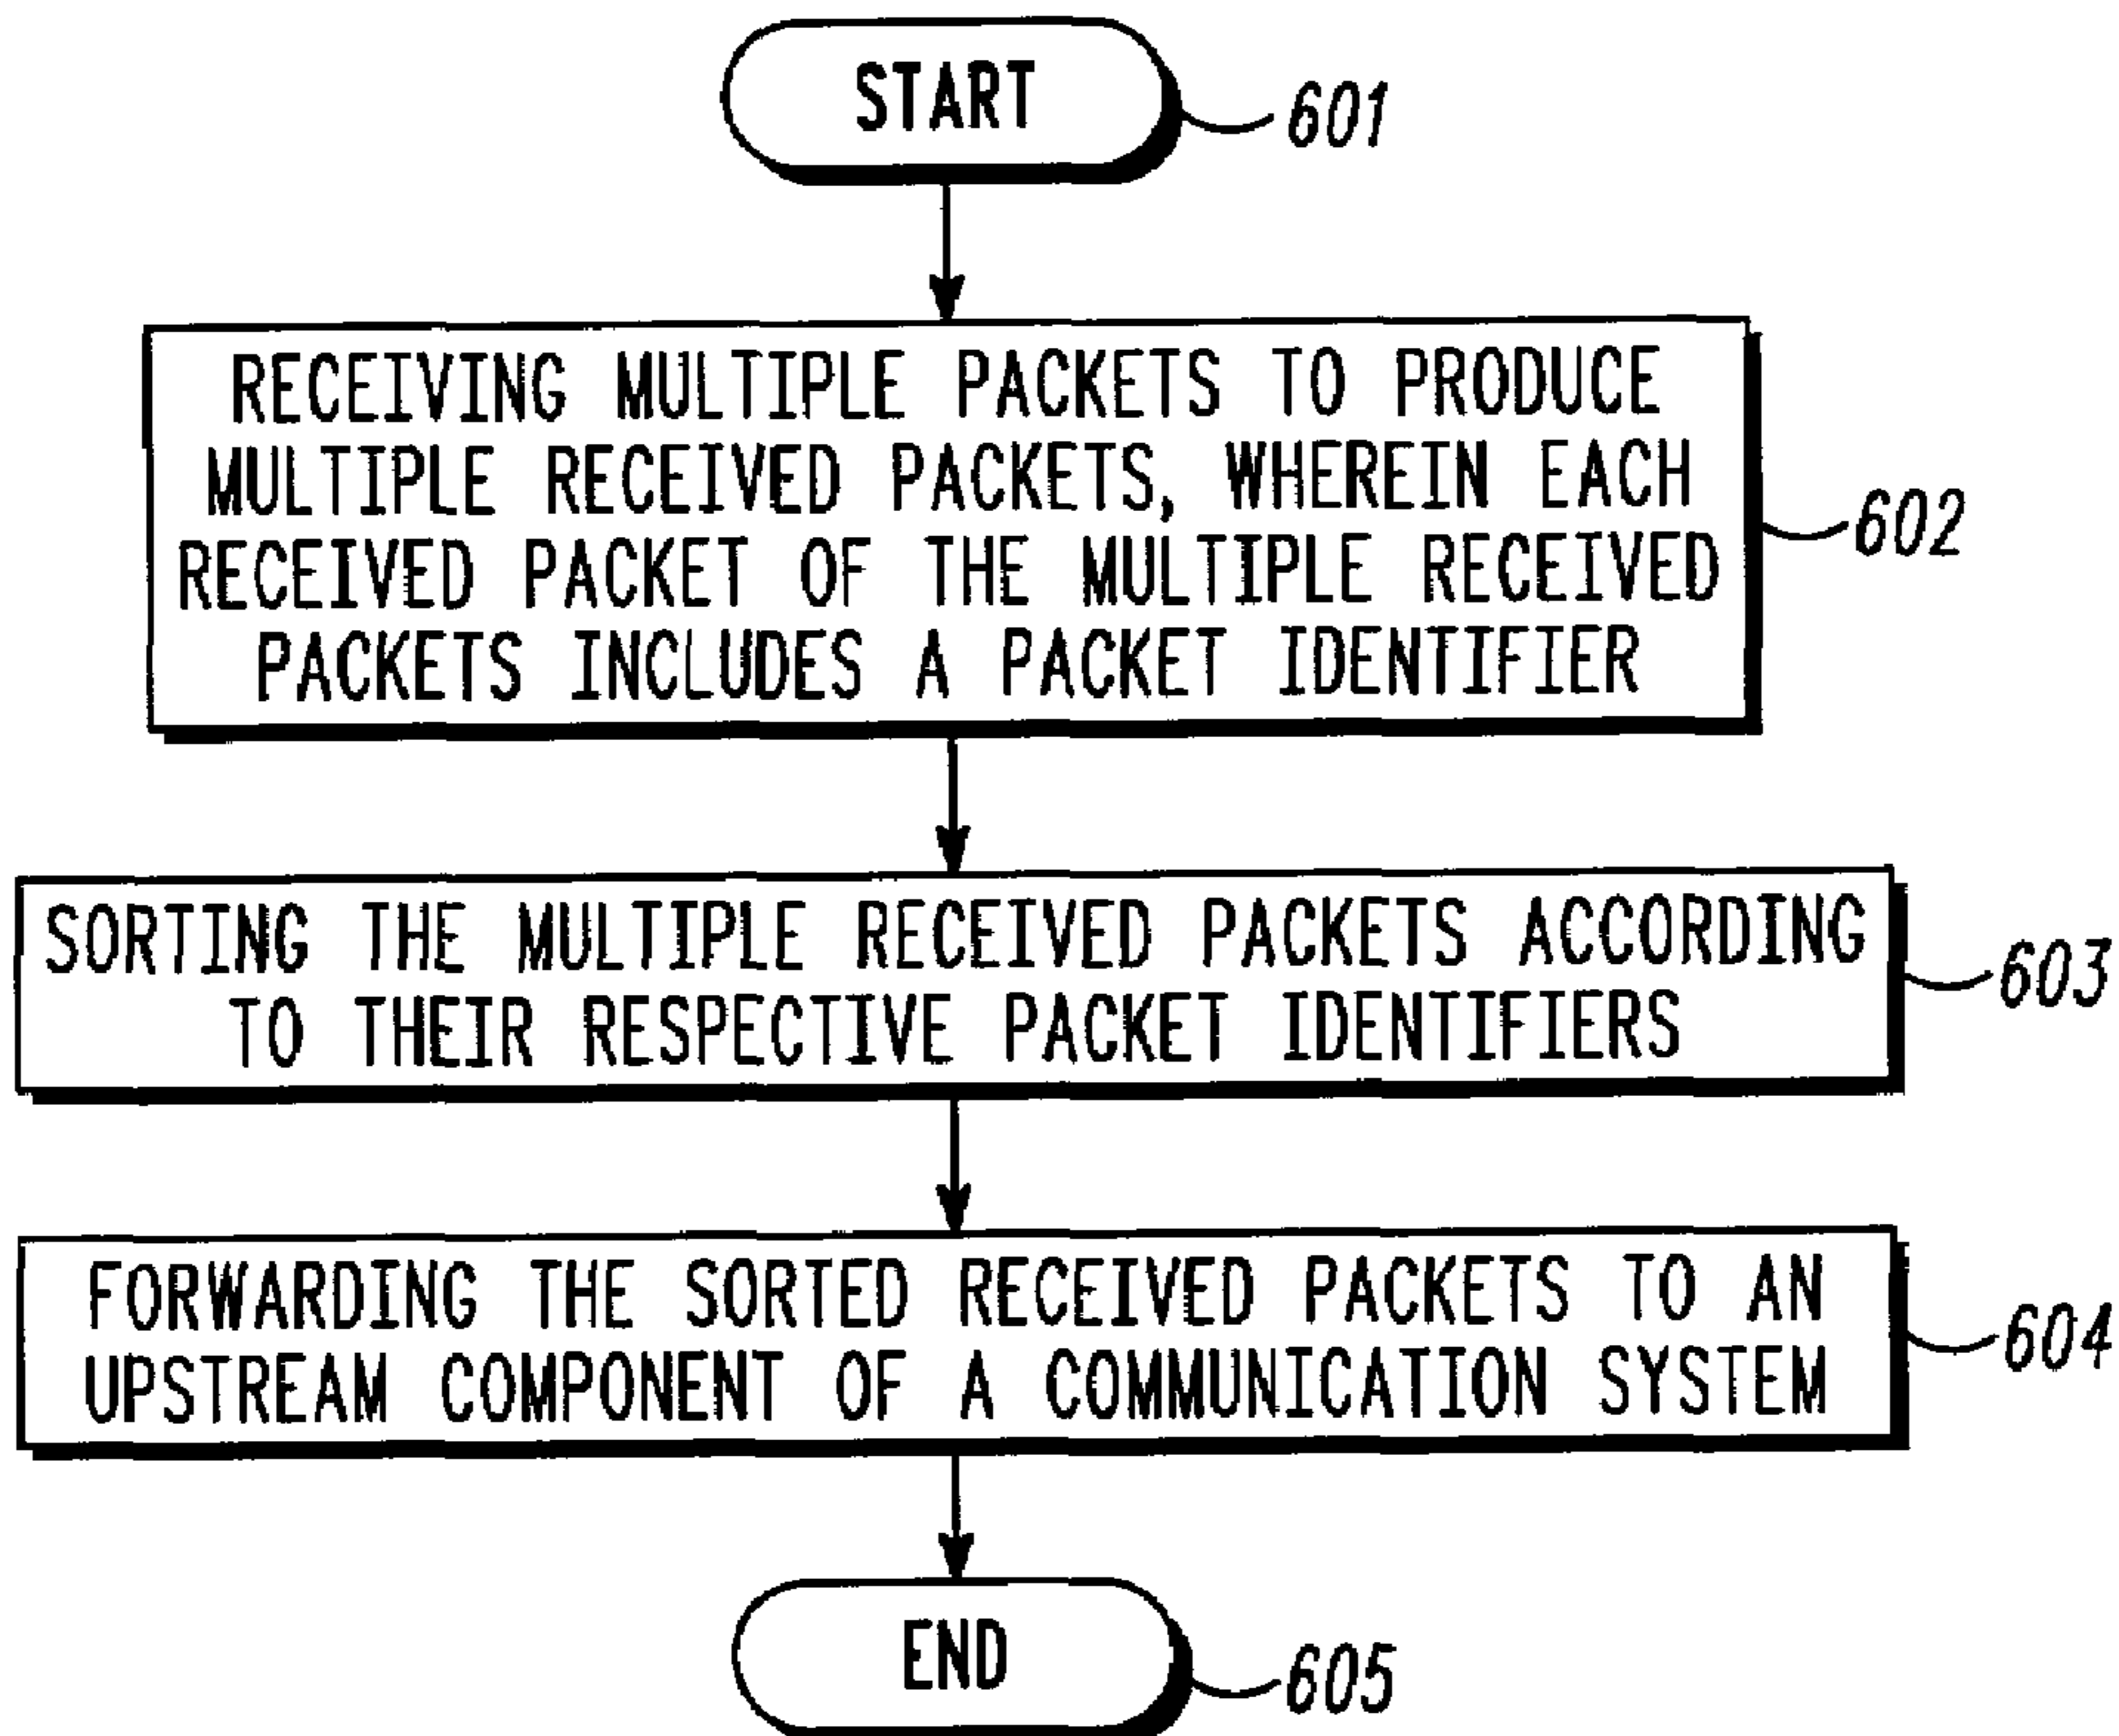 START
601
RECEIVING MULTIPLE PACKETS TO PRODUCE
MULTIPLE RECEIVED PACKETS, WHEREIN EACH
RECEIVED PACKET OF THE MULTIPLE RECEIVED
PACKETS INCLUDES A PACKET IDENTIFIER
602
SORTING THE MULTIPLE RECEIVED PACKETS ACCORDING
TO THEIR RESPECTIVE PACKET IDENTIFIERS
603
FORWARDING THE SORTED RECEIVED PACKETS TO AN
UPSTREAM COMPONENT OF A COMMUNICATION SYSTEM
604
END
605